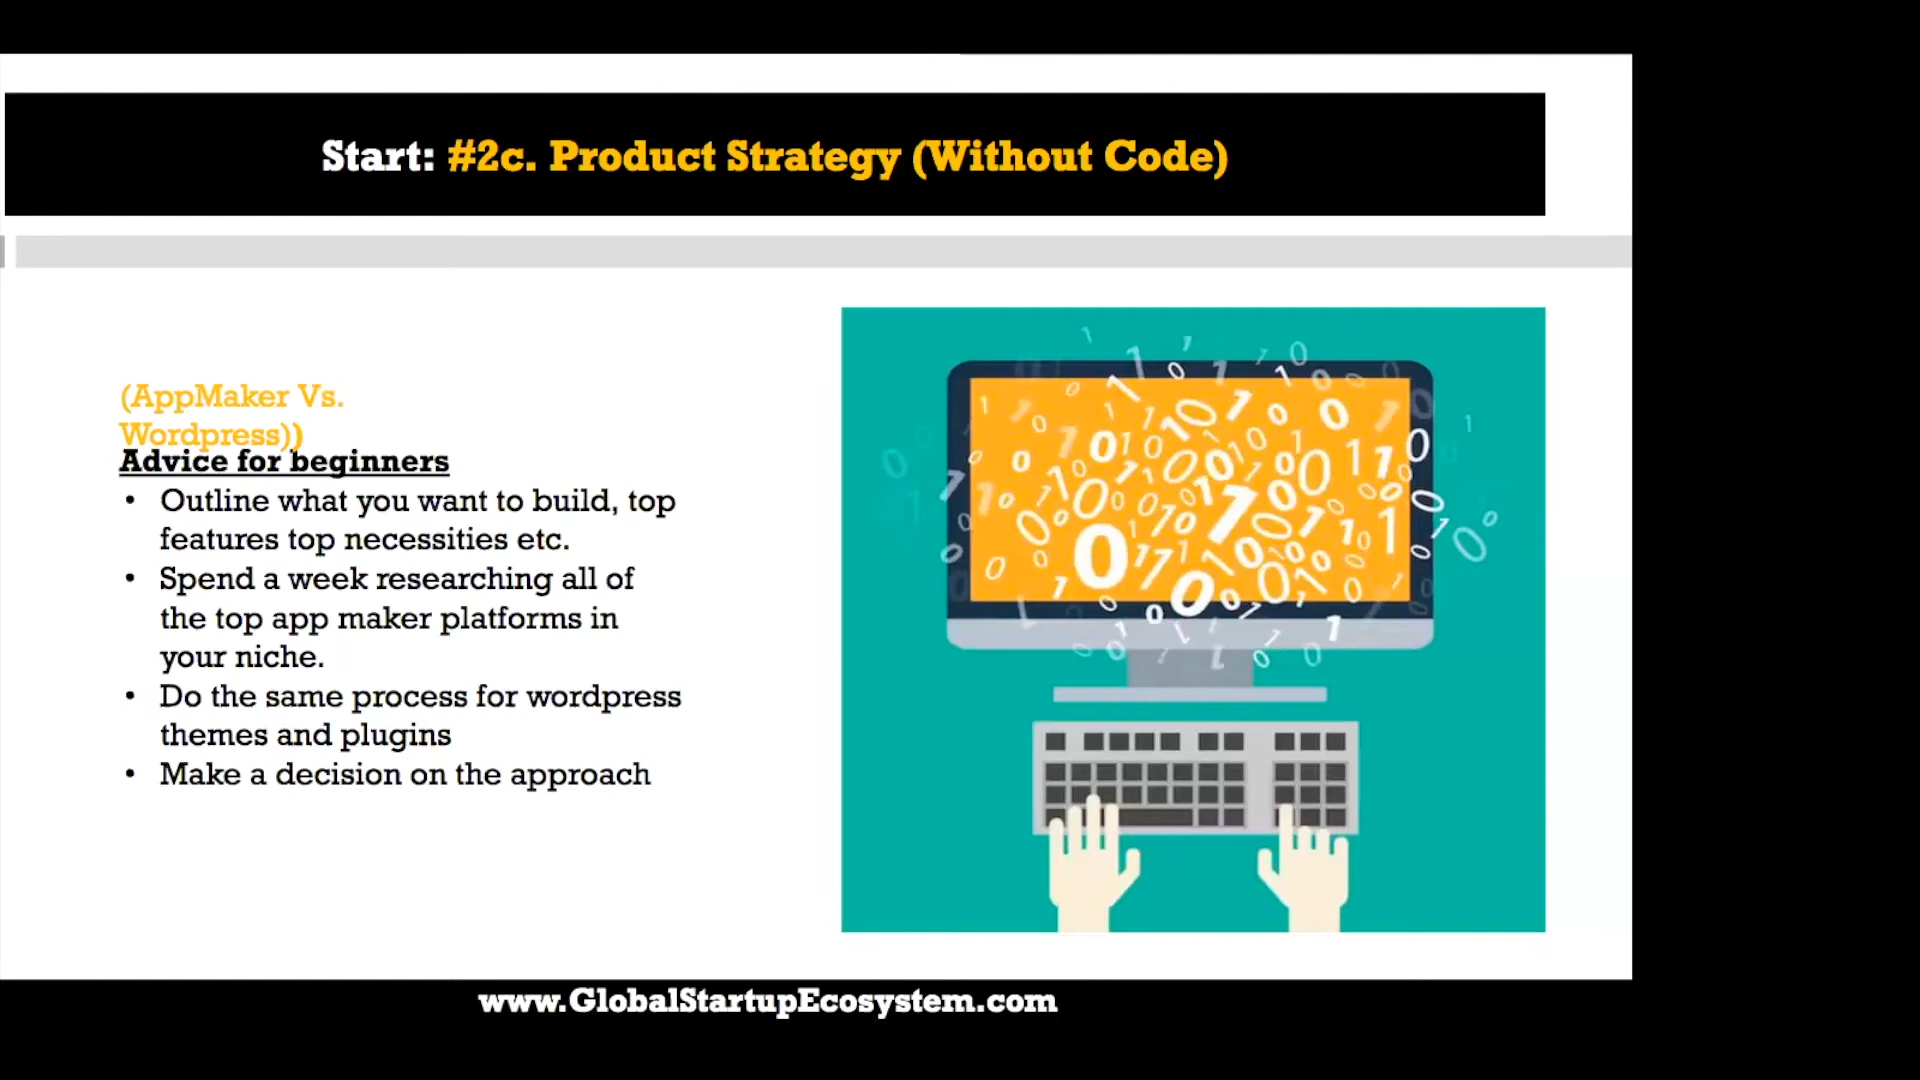 Start: #2c. Product Strategy (Without Code)
(AppMaker Vs.
Wordpress))
Advice for beginners
• Outline what you want to build, top
features top necessities etc.
• Spend a week researching all of
the top app maker platforms in
your niche.
• Do the same process for wordpress
themes and plugins
• Make a decision on the approach
www.GlobalStartupEcosystem.com